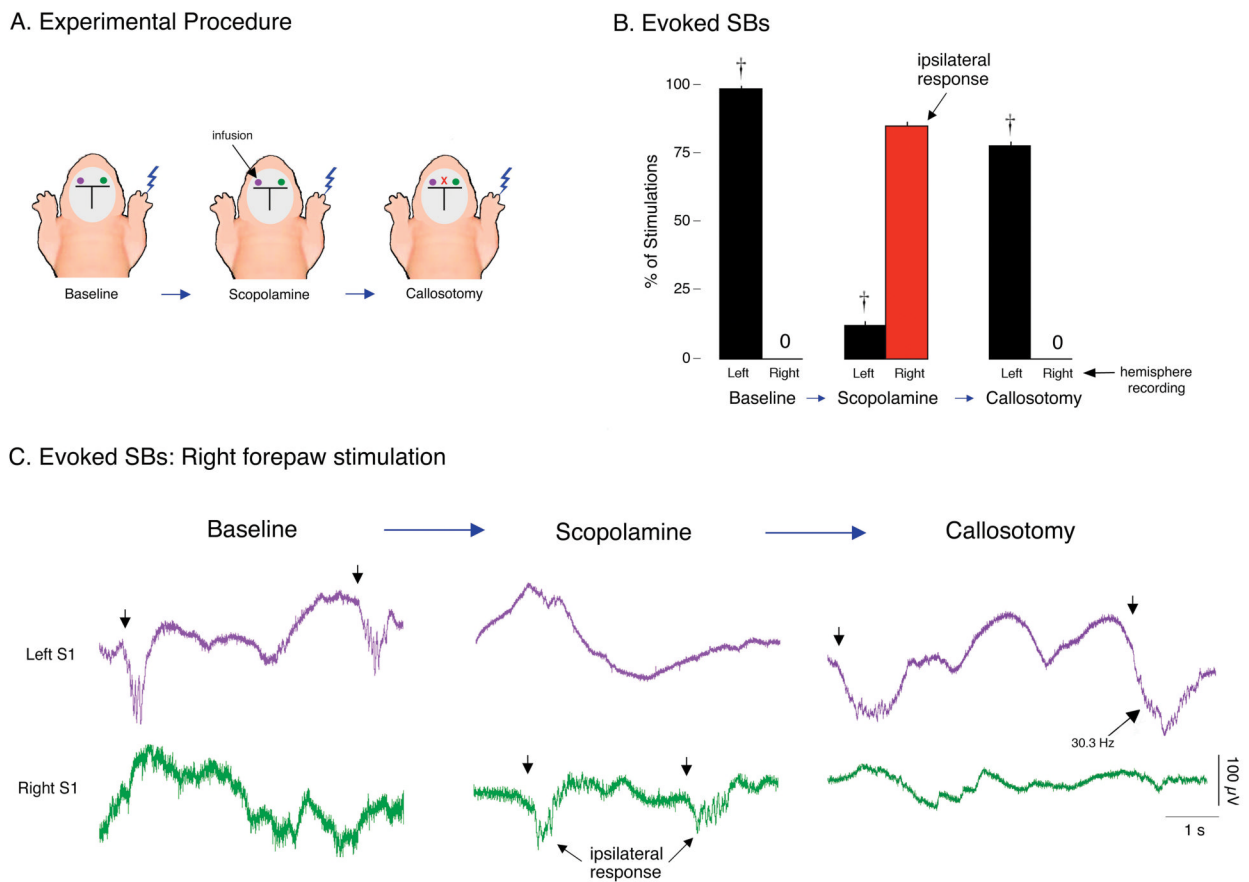 A. Experimental Procedure
infusion
X
Baseline
Scopolamine
Callosotomy
B. Evoked SBs
ipsilateral
response
% of Stimulations
100
75
50
25
0
†
0
†
†
0
Left Right
Left Right
Left Right
hemisphere
recording
Baseline
Scopolamine
Callosotomy
C. Evoked SBs: Right forepaw stimulation
Baseline
Scopolamine
Callosotomy
Left S1
30.3 Hz
Right S1
ipsilateral
response
100 µV
1 s